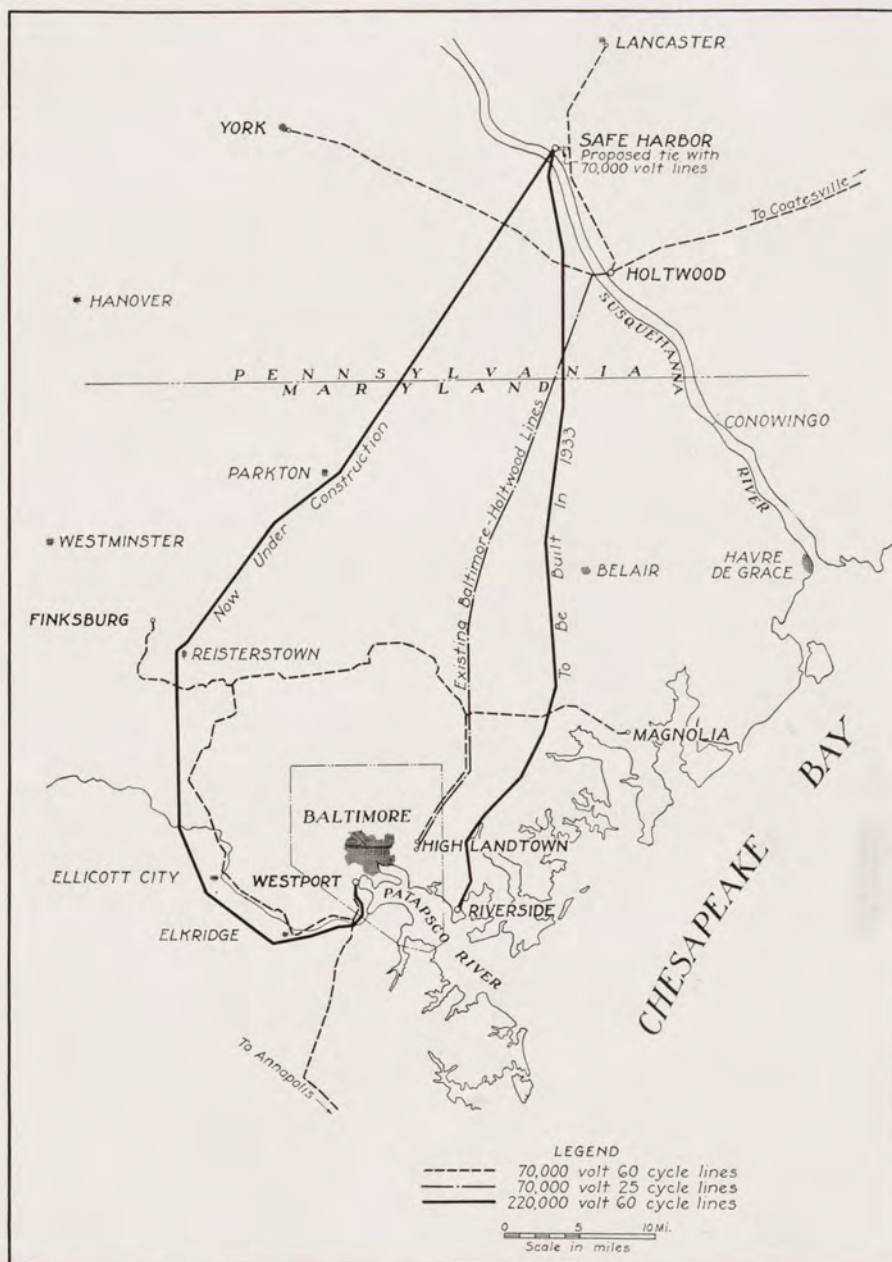 LANCASTER
YORK
SAFE HARBOR
Proposed tie with
70,000 volt lines
To Coatesville
HOLTWOOD
HANOVER
SUSQUEHANNA
RIVER
PENNSYLVANIA
MARYLAND
CONOWINGO
PARKTON
Now Under Construction
Existing Baltimore-Holtwood Lines
To Be Built In 1933
WESTMINSTER
BELAIR
HAVRE
DE GRACE
FINKSBURG
REISTERSTOWN
MAGNOLIA
CHESAPEAKE BAY
BALTIMORE
HIGHLANDTOWN
ELLICOTT CITY
WESTPORT
PATAPSCO
RIVER
RIVERSIDE
ELKRIDGE
To Annapolis
LEGEND
70,000 volt 60 cycle lines
70,000 volt 25 cycle lines
220,000 volt 60 cycle lines
0 5 10 Mi.
Scale in miles